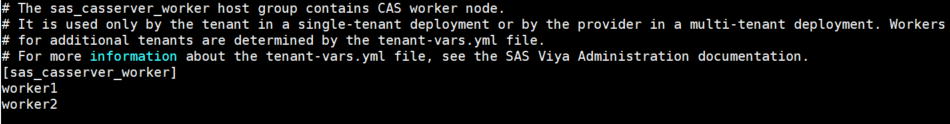 # The sas_casserver_worker host group contains CAS worker node.
# It is used only by the tenant in a single-tenant deployment or by the provider in a multi-tenant deployment. Workers
# for additional tenants are determined by the tenant-vars.yml file.
# For more information about the tenant-vars.yml file, see the SAS Viya Administration documentation.
[sas_casserver_worker]
worker1
worker2